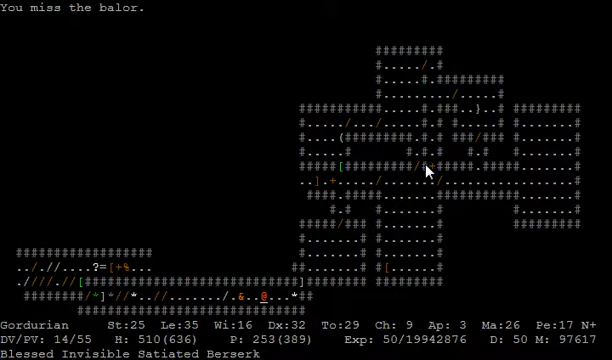 You miss the balor.
Gordurian St:25 Le:35 Wi:16 Dx:32 To:29 Ch: 9 Ap: 3 Ma:26 Pe:17 N+
DV/PV: 14/55 H: 510(636) P: 253(389) Exp: 50/19942876 D: 50 M: 97617
Blessed Invisible Satiated Berserk